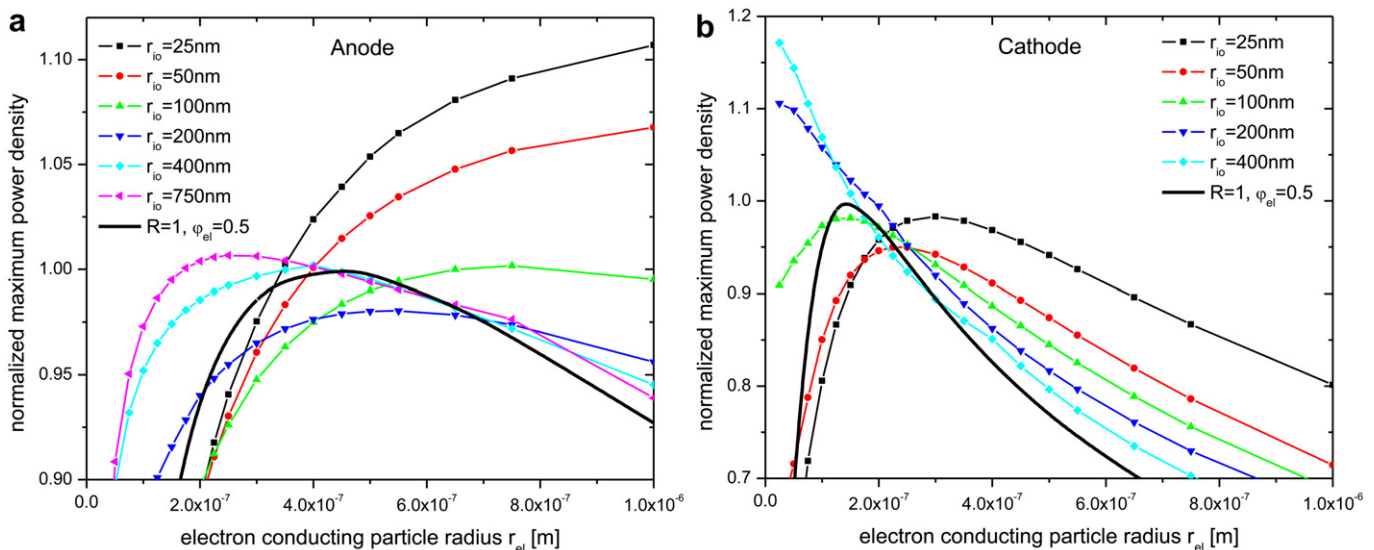 a
Anode
r_io=25nm
r_io=50nm
r_io=100nm
r_io=200nm
r_io=400nm
r_io=750nm
R=1, φ_el=0.5
normalized maximum power density
1.10
1.05
1.00
0.95
0.90
0.0
2.0x10^-7
4.0x10^-7
6.0x10^-7
8.0x10^-7
1.0x10^-6
electron conducting particle radius r_el [m]
b
Cathode
r_io=25nm
r_io=50nm
r_io=100nm
r_io=200nm
r_io=400nm
R=1, φ_el=0.5
normalized maximum power density
1.2
1.1
1.0
0.9
0.8
0.7
0.0
2.0x10^-7
4.0x10^-7
6.0x10^-7
8.0x10^-7
1.0x10^-6
electron conducting particle radius r_el [m]